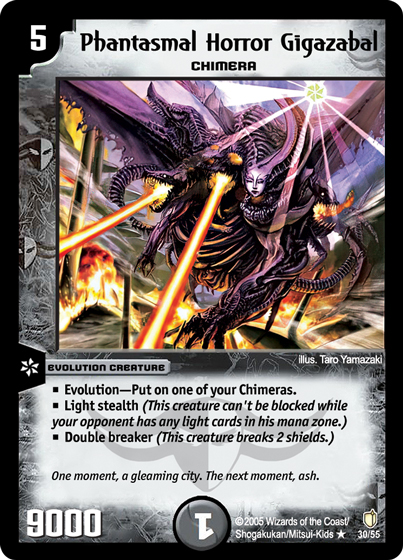 5 Phantasmal Horror Gigazabal
CHIMERA
illus. Taro Yamazaki
EVOLUTION CREATURE
▪ Evolution—Put on one of your Chimeras.
▪ Light stealth (This creature can't be blocked while
your opponent has any light cards in his mana zone.)
▪ Double breaker (This creature breaks 2 shields.)
One moment, a gleaming city. The next moment, ash.
9000
1
©2005 Wizards of the Coast/
Shogakukan/Mitsui-Kids ★ 30/55